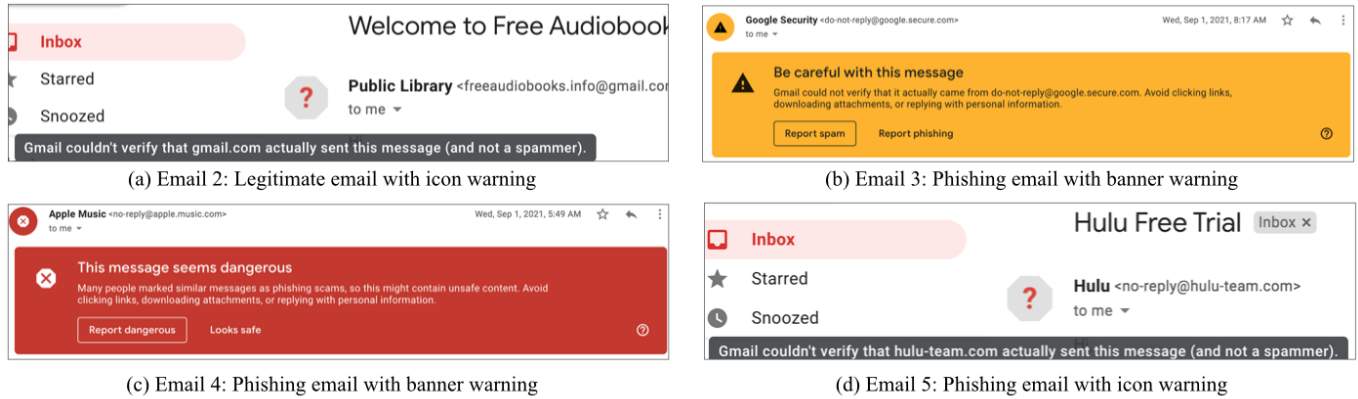 Welcome to Free Audiobook
Inbox
Starred
Snoozed
?
Public Library <freeaudiobooks.info@gmail.com
to me
Gmail couldn't verify that gmail.com actually sent this message (and not a spammer).
(a) Email 2: Legitimate email with icon warning
Google Security <do-not-reply@google.secure.com>
Wed, Sep 1, 2021, 8:17 AM
to me
Be careful with this message
Gmail could not verify that it actually came from do-not-reply@google.secure.com. Avoid clicking links,
downloading attachments, or replying with personal information.
Report spam
Report phishing
?
(b) Email 3: Phishing email with banner warning
Apple Music <no-reply@apple.music.com>
Wed, Sep 1, 2021, 5:49 AM
to me
This message seems dangerous
Many people marked similar messages as phishing scams, so this might contain unsafe content. Avoid
clicking links, downloading attachments, or replying with personal information.
Report dangerous
Looks safe
?
(c) Email 4: Phishing email with banner warning
Hulu Free Trial
Inbox ×
Inbox
Starred
Snoozed
?
Hulu <no-reply@hulu-team.com>
to me
Gmail couldn't verify that hulu-team.com actually sent this message (and not a spammer).
(d) Email 5: Phishing email with icon warning